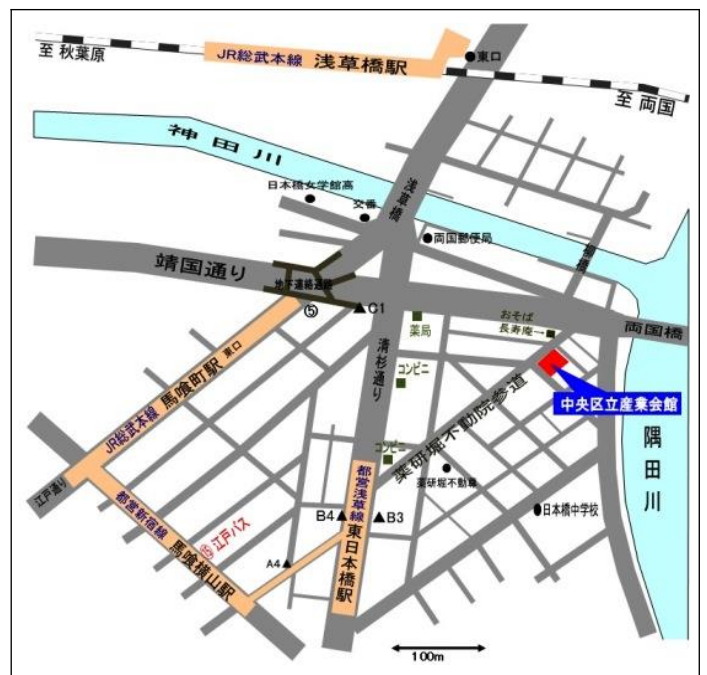 至 秋葉原
JR総武本線 浅草橋駅
東口
至 両国
神田川
日本橋女学館高
交番
浅草橋
両国郵便局
柳橋
靖国通り
地下連絡通路
⑤
C1
薬局
おそば
長寿庵→
両国橋
清杉通り
コンビニ
中央区立産業会館
隅田川
JR総武本線 馬喰町駅 東口
薬研堀不動院参道
コンビニ
薬研堀不動尊
江戸通り
都営新宿線 馬喰横山駅
⑮ 江戸バス
都営浅草線 東日本橋駅
B4
B3
A4
日本橋中学校
100m